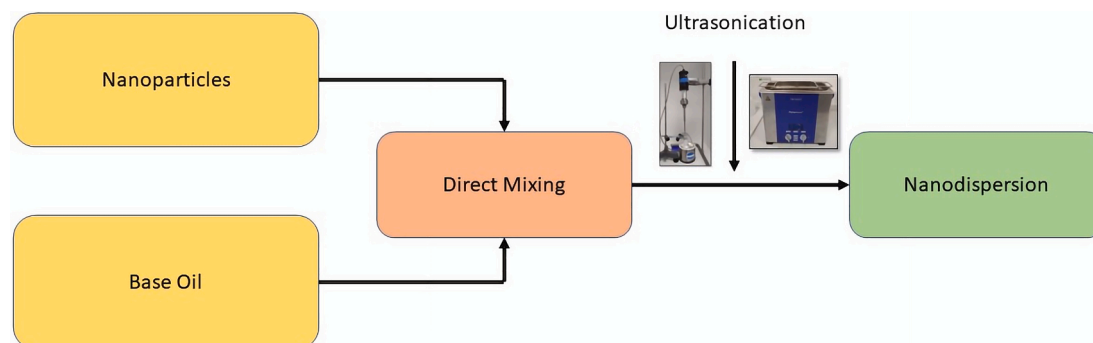 Ultrasonication
Nanoparticles
Direct Mixing
Nanodispersion
Base Oil